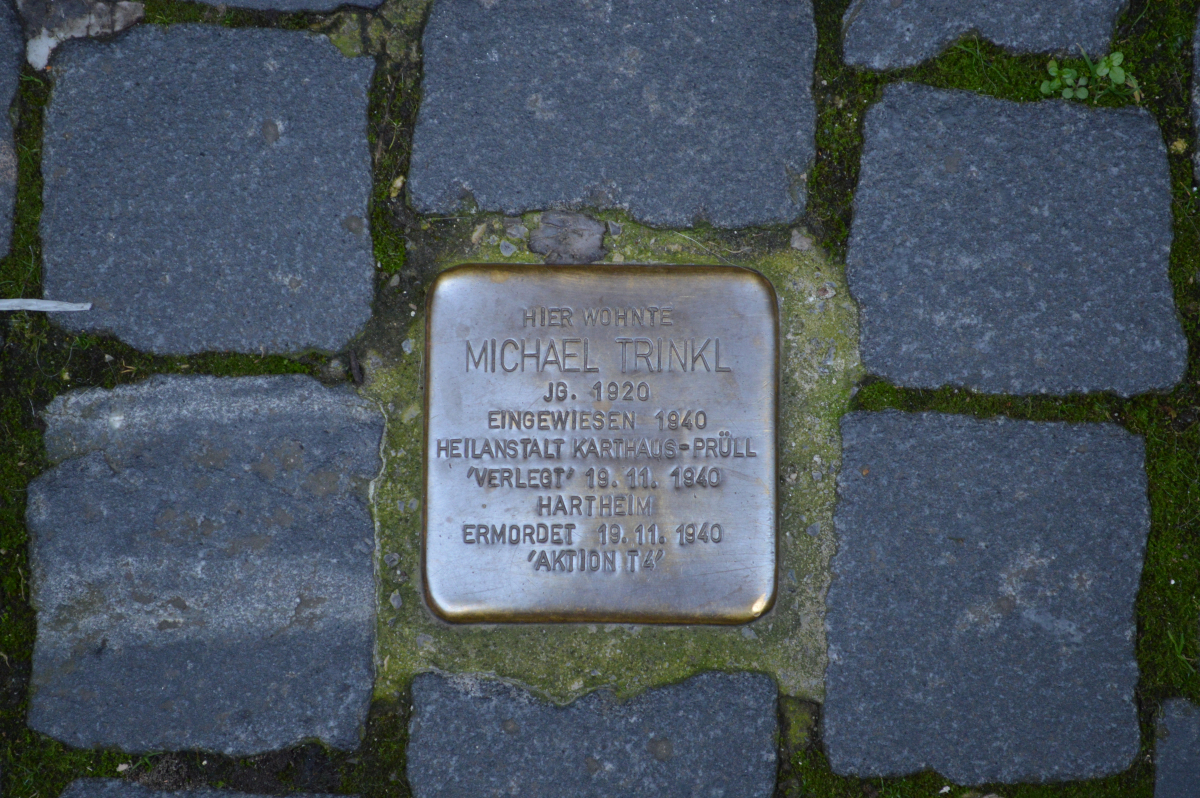 HIER WOHNTE
MICHAEL TRINKL
JG. 1920
EINGEWIESEN 1940
HEILANSTALT KARTHAUS-PRÜLL
'VERLEGT' 19.11.1940
HARTHEIM
ERMORDET 19.11.1940
'AKTION T4'